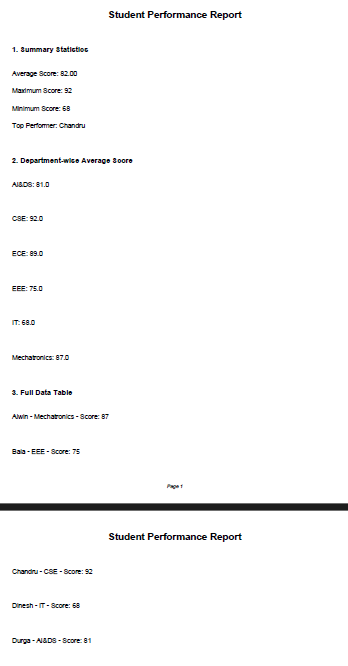 Student Performance Report
1. Summary Statistics
Average Score: 82.00
Maximum Score: 92
Minimum Score: 68
Top Performer: Chandru
2. Department-wise Average Score
AI&DS: 81.0
CSE: 92.0
ECE: 89.0
EEE: 75.0
IT: 68.0
Mechatronics: 87.0
3. Full Data Table
Alwin - Mechatronics - Score: 87
Bala - EEE - Score: 75
Page 1
Student Performance Report
Chandru - CSE - Score: 92
Dinesh - IT - Score: 68
Durga - AI&DS - Score: 81